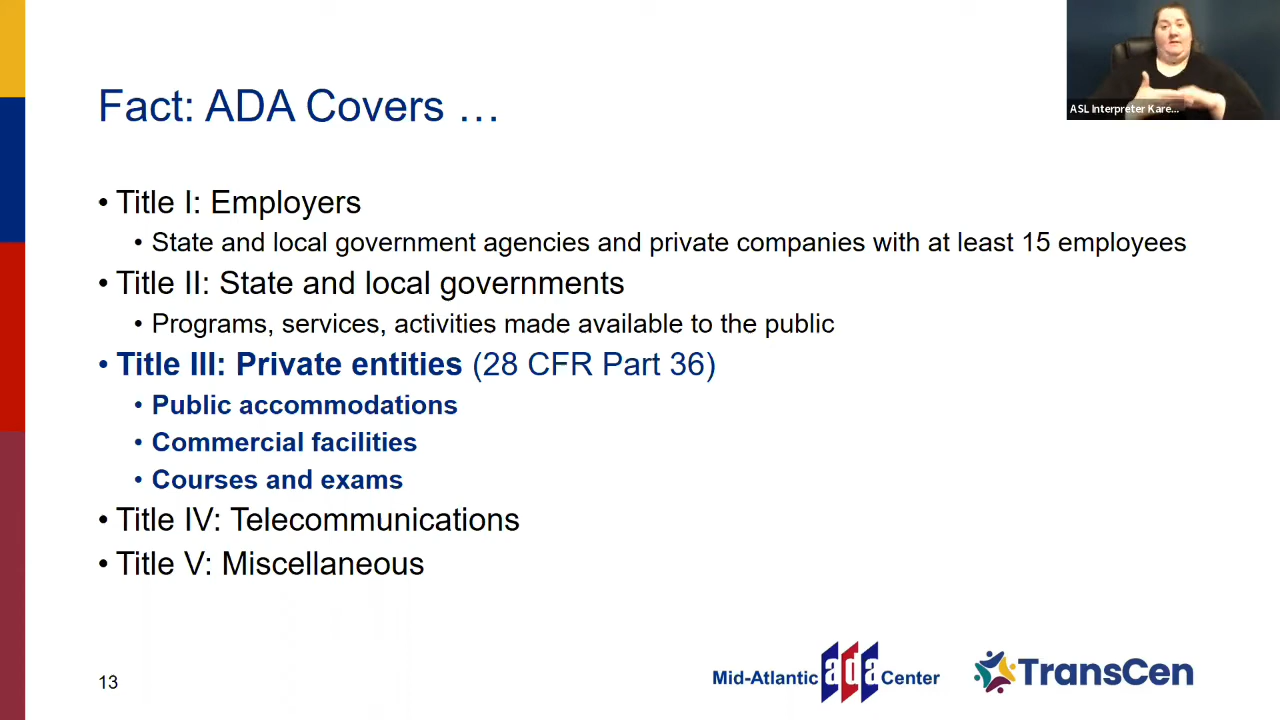 Fact: ADA Covers …
ASL Interpreter Kare...
• Title I: Employers
• State and local government agencies and private companies with at least 15 employees
• Title II: State and local governments
• Programs, services, activities made available to the public
• Title III: Private entities (28 CFR Part 36)
• Public accommodations
• Commercial facilities
• Courses and exams
• Title IV: Telecommunications
• Title V: Miscellaneous
13
Mid-Atlantic ada Center
TransCen